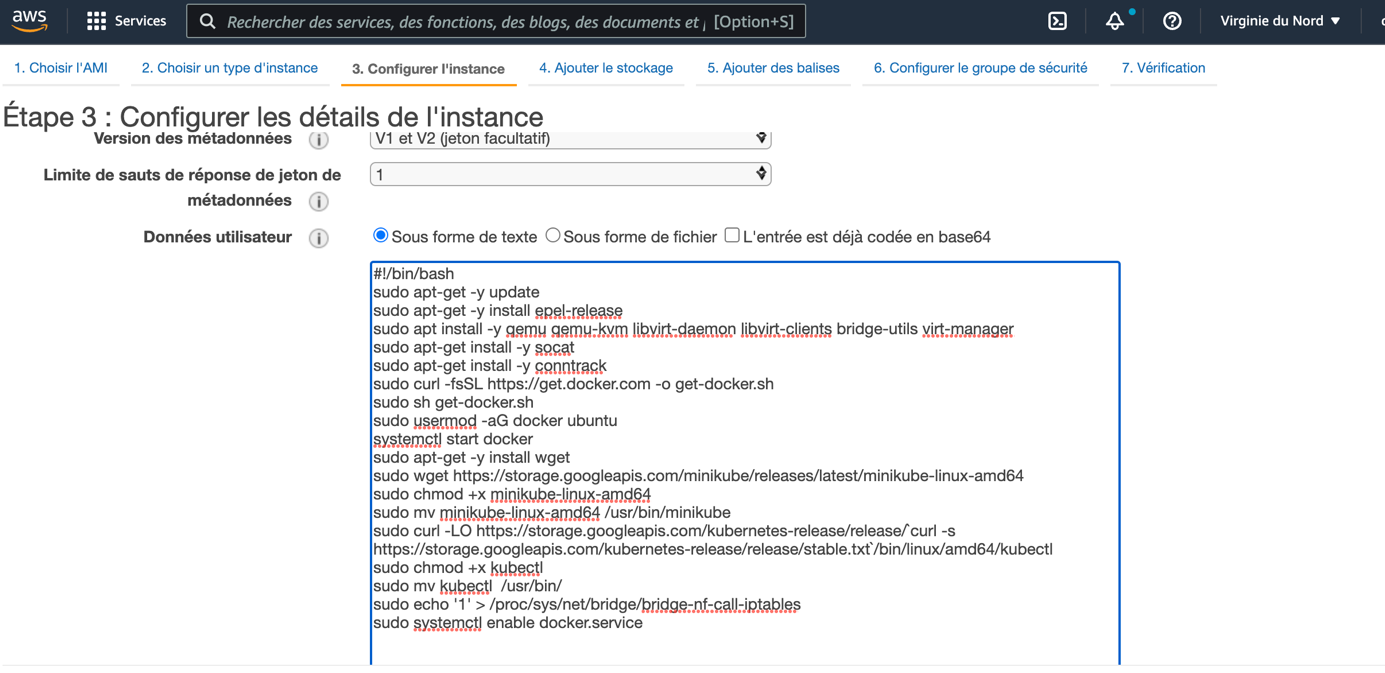 aws
Services
Rechercher des services, des fonctions, des blogs, des documents et
[Option+S]
Virginie du Nord ▼
1. Choisir l'AMI
2. Choisir un type d'instance
3. Configurer l'instance
4. Ajouter le stockage
5. Ajouter des balises
6. Configurer le groupe de sécurité
7. Vérification
Étape 3 : Configurer les détails de l'instance
Version des métadonnées
V1 et V2 (jeton facultatif)
Limite de sauts de réponse de jeton de
métadonnées
1
Données utilisateur
Sous forme de texte Sous forme de fichier L'entrée est déjà codée en base64
#!/bin/bash
sudo apt-get -y update
sudo apt-get -y install epel-release
sudo apt install -y qemu qemu-kvm libvirt-daemon libvirt-clients bridge-utils virt-manager
sudo apt-get install -y socat
sudo apt-get install -y conntrack
sudo curl -fsSL https://get.docker.com -o get-docker.sh
sudo sh get-docker.sh
sudo usermod -aG docker ubuntu
systemctl start docker
sudo apt-get -y install wget
sudo wget https://storage.googleapis.com/minikube/releases/latest/minikube-linux-amd64
sudo chmod +x minikube-linux-amd64
sudo mv minikube-linux-amd64 /usr/bin/minikube
sudo curl -LO https://storage.googleapis.com/kubernetes-release/release/`curl -s
https://storage.googleapis.com/kubernetes-release/release/stable.txt`/bin/linux/amd64/kubectl
sudo chmod +x kubectl
sudo mv kubectl  /usr/bin/
sudo echo '1' > /proc/sys/net/bridge/bridge-nf-call-iptables
sudo systemctl enable docker.service